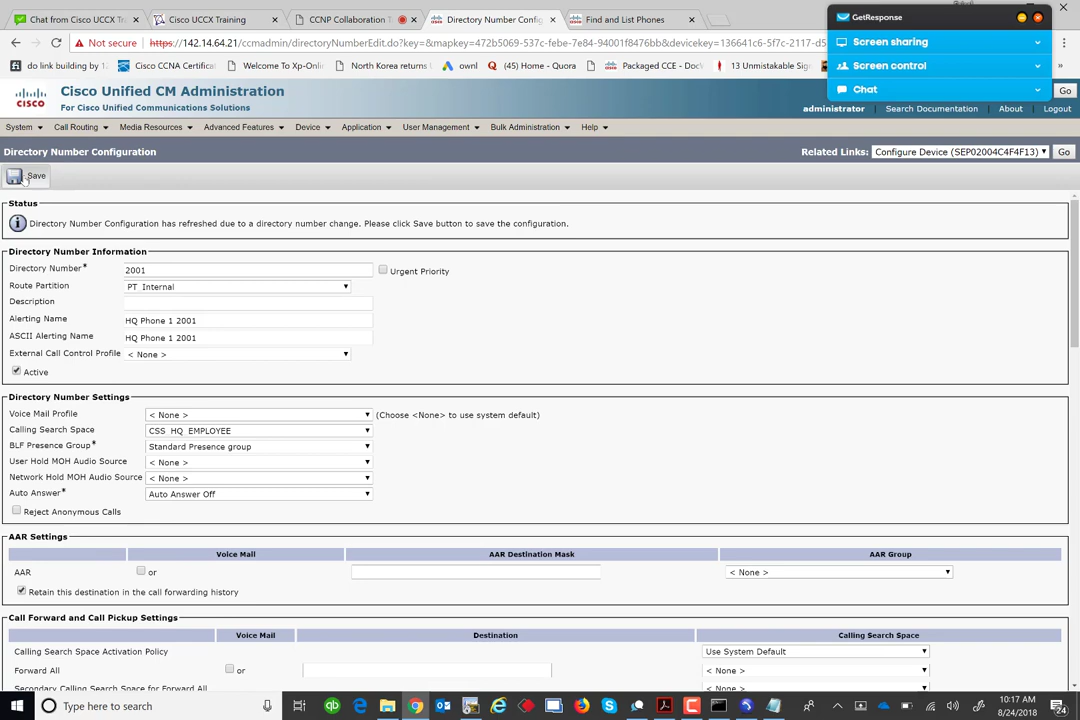 Chat from Cisco UCCX Training
Cisco UCCX Training
CCNP Collaboration T
Directory Number Config
Find and List Phones
GetResponse
Not secure
https://142.14.64.21/ccmadmin/directoryNumberEdit.do?key=&mapkey=472b5069-537c-febe-7e84-94001f8476bb&devicekey=136641c6-5f7c-2117-d5
Screen sharing
do link building by 12
Cisco CCNA Certificat
Welcome To Xp-Onli
North Korea returns
ownl
(45) Home - Quora
Packaged CCE - Doc
13 Unmistakable Sig
Screen control
Chat
Cisco Unified CM Administration
Go
cisco
For Cisco Unified Communications Solutions
administrator
Search Documentation
About
Logout
System
Call Routing
Media Resources
Advanced Features
Device
Application
User Management
Bulk Administration
Help
Directory Number Configuration
Related Links:
Configure Device (SEP02004C4F4F13)
Go
Save
Status
Directory Number Configuration has refreshed due to a directory number change. Please click Save button to save the configuration.
Directory Number Information
Directory Number* 2001 Urgent Priority
Route Partition PT_Internal
Description
Alerting Name HQ Phone 1 2001
ASCII Alerting Name HQ Phone 1 2001
External Call Control Profile < None >
Active
Directory Number Settings
Voice Mail Profile < None > (Choose <None> to use system default)
Calling Search Space CSS_HQ_EMPLOYEE
BLF Presence Group* Standard Presence group
User Hold MOH Audio Source < None >
Network Hold MOH Audio Source < None >
Auto Answer* Auto Answer Off
Reject Anonymous Calls
AAR Settings
Voice Mail AAR Destination Mask AAR Group
AAR or < None >
Retain this destination in the call forwarding history
Call Forward and Call Pickup Settings
Voice Mail Destination Calling Search Space
Calling Search Space Activation Policy Use System Default
Forward All or < None >
Secondary Calling Search Space for Forward All < None >
Type here to search
10:17 AM
8/24/2018
24